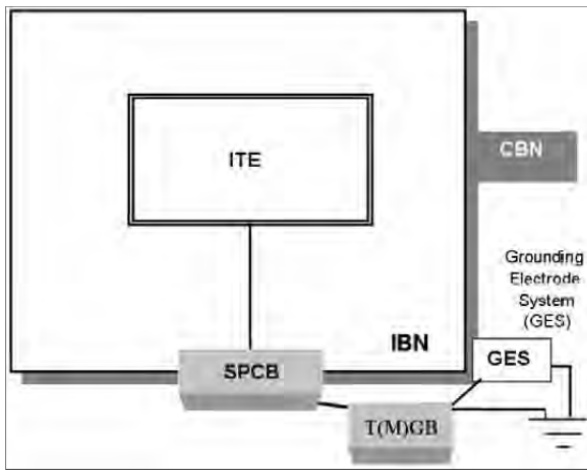 ITE
CBN
Grounding
Electrode
System
(GES)
IBN
GES
SPCB
T(M)GB